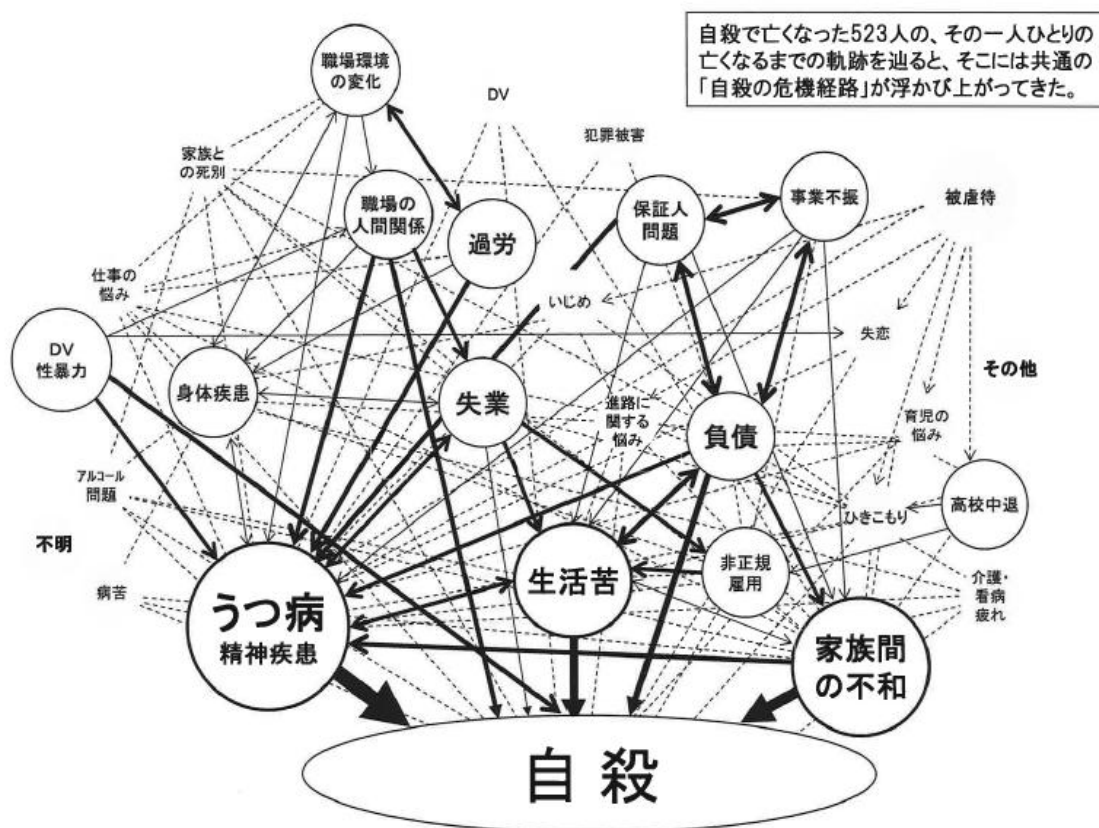 自殺で亡くなった523人の、その一人ひとりの
亡くなるまでの軌跡を辿ると、そこには共通の
「自殺の危機経路」が浮かび上がってきた。
職場環境
の変化
DV
犯罪被害
家族と
の死別
職場の
人間関係
過労
保証人
問題
事業不振
被虐待
仕事の
悩み
いじめ
失恋
DV
性暴力
身体疾患
失業
進路に
関する
悩み
負債
その他
育児の
悩み
アルコール
問題
高校中退
ひきこもり
不明
病苦
うつ病
精神疾患
生活苦
非正規
雇用
介護・
看病
疲れ
家族間
の不和
自殺